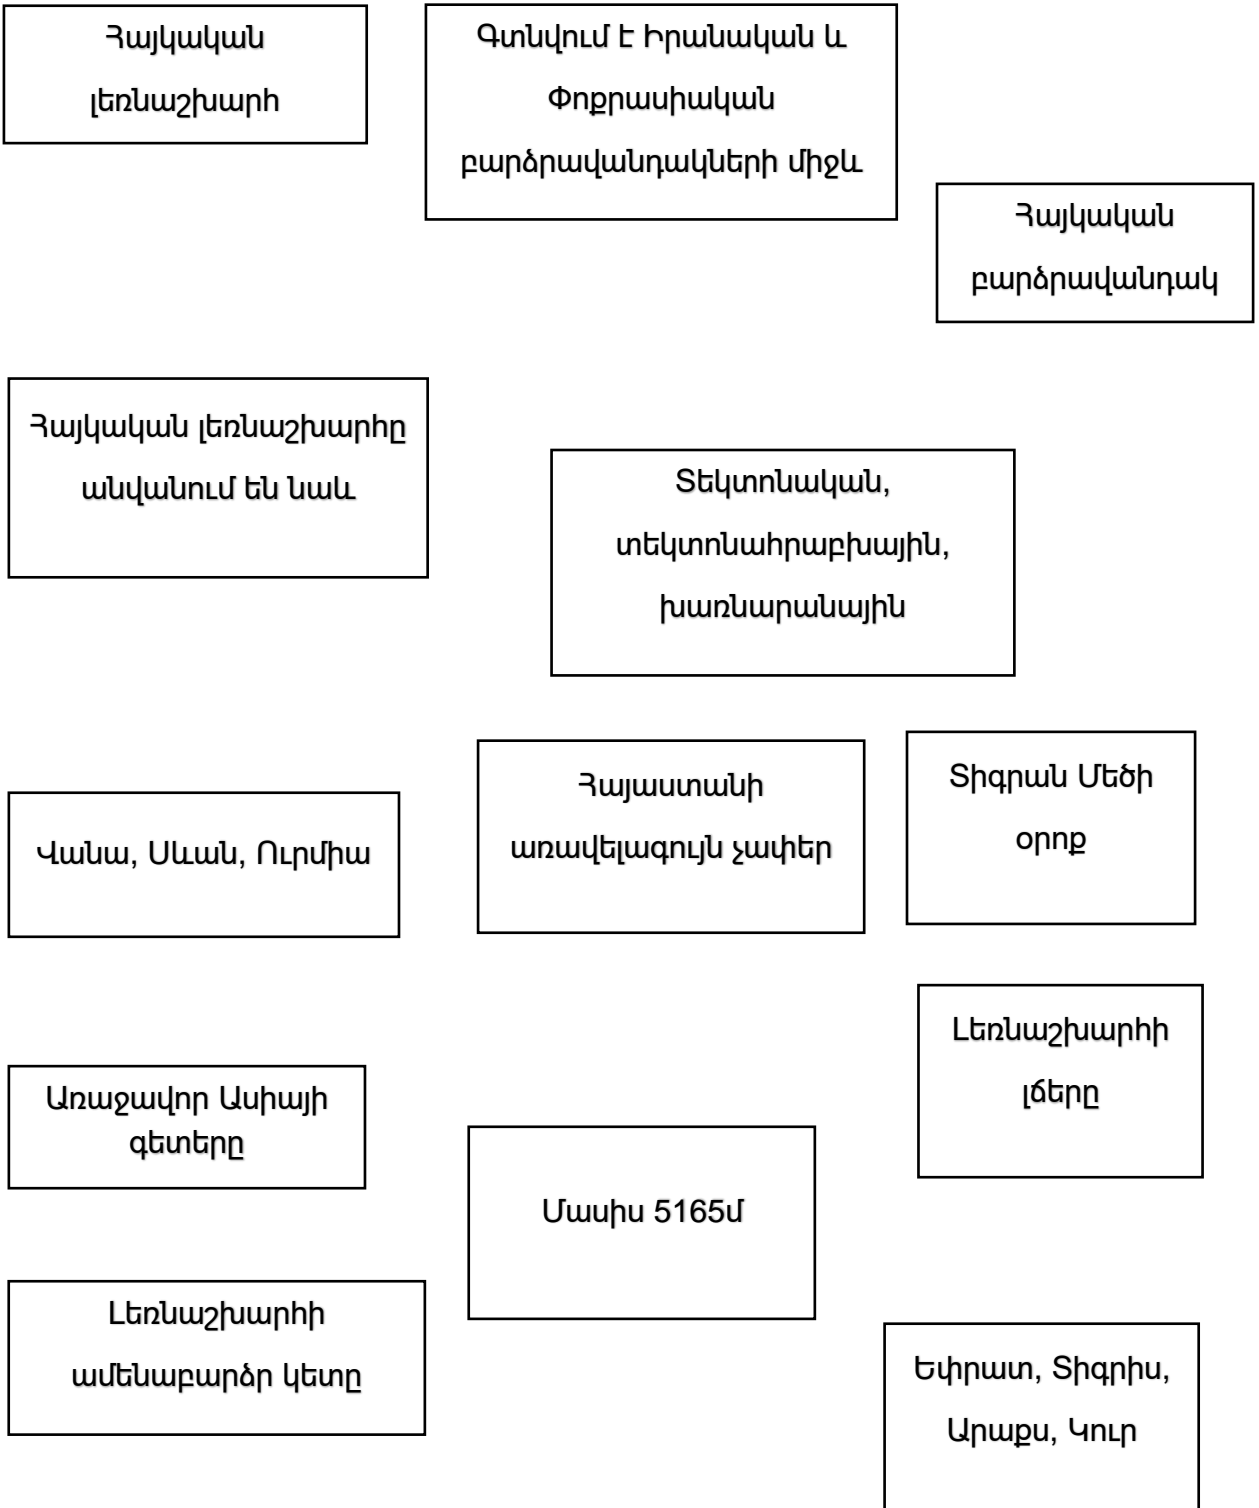 Հայկական
լեռնաշխարհ
Գտնվում է Իրանական և
Փոքրասիական
բարձրավանդակների միջև
Հայկական
բարձրավանդակ
Հայկական լեռնաշխարհը
անվանում են նաև
Տեկտոնական,
տեկտոնահրաբխային,
խառնարանային
Հայաստանի
առավելագույն չափեր
Տիգրան Մեծի
օրոք
Վանա, Սևան, Ուրմիա
Լեռնաշխարհի
լճերը
Առաջավոր Ասիայի
գետերը
Մասիս 5165մ
Լեռնաշխարհի
ամենաբարձր կետը
Եփրատ, Տիգրիս,
Արաքս, Կուր